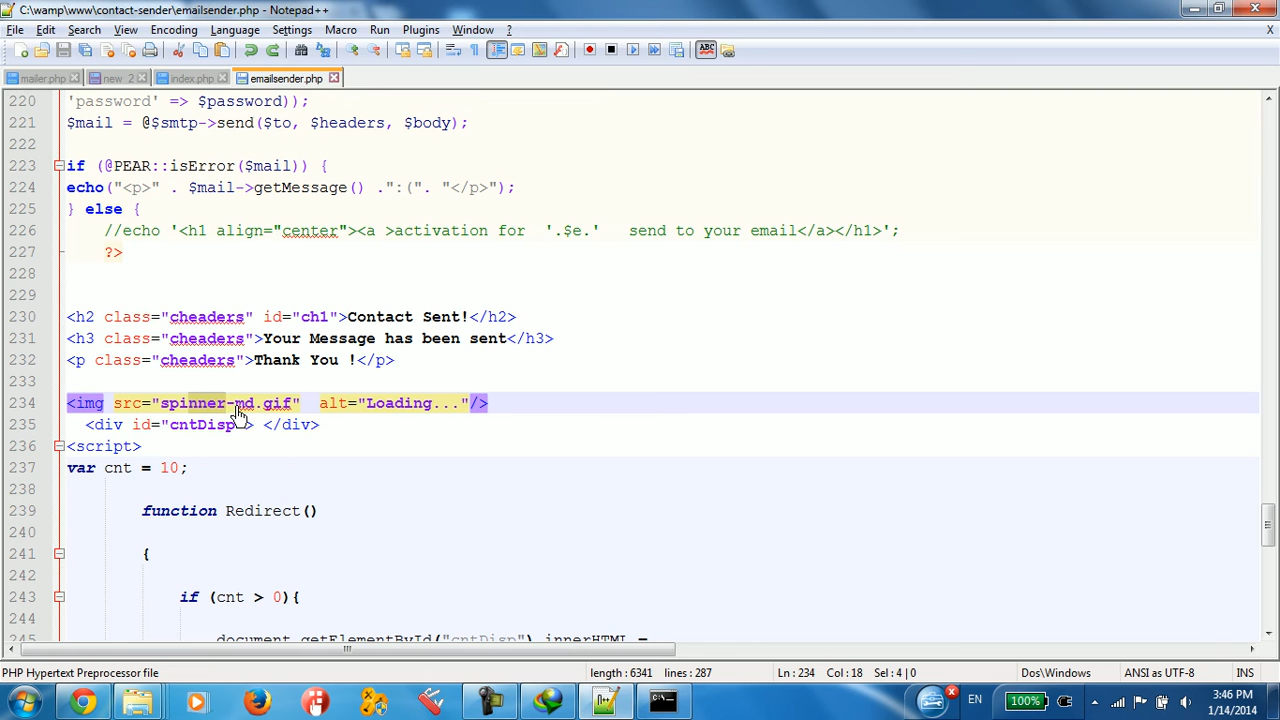 C:\wamp\www\contact-sender\emailsender.php - Notepad++
File Edit Search View Encoding Language Settings Macro Run Plugins Window ? X
ABC
mailer.php new 2 index.php emailsender.php
220 'password' => $password));
221 $mail = @$smtp->send($to, $headers, $body);
222
223 if (@PEAR::isError($mail)) {
224 echo("<p>" . $mail->getMessage() .":(". "</p>");
225 } else {
226 //echo '<h1 align="center"><a >activation for '.$e.' send to your email</a></h1>';
227 ?>
228
229
230 <h2 class="cheaders" id="ch1">Contact Sent!</h2>
231 <h3 class="cheaders">Your Message has been sent</h3>
232 <p class="cheaders">Thank You !</p>
233
234 <img src="spinner-md.gif" alt="Loading..."/>
235 <div id="cntDisp"> </div>
236 <script>
237 var cnt = 10;
238
239 function Redirect()
240
241 {
242
243 if (cnt > 0){
244
245 document.getElementById("cntDisp").innerHTML =
PHP Hypertext Preprocessor file length : 6341 lines : 287 Ln : 234 Col : 18 Sel : 4 | 0 Dos\Windows ANSI as UTF-8 INS
EN 100% 3:46 PM
1/14/2014